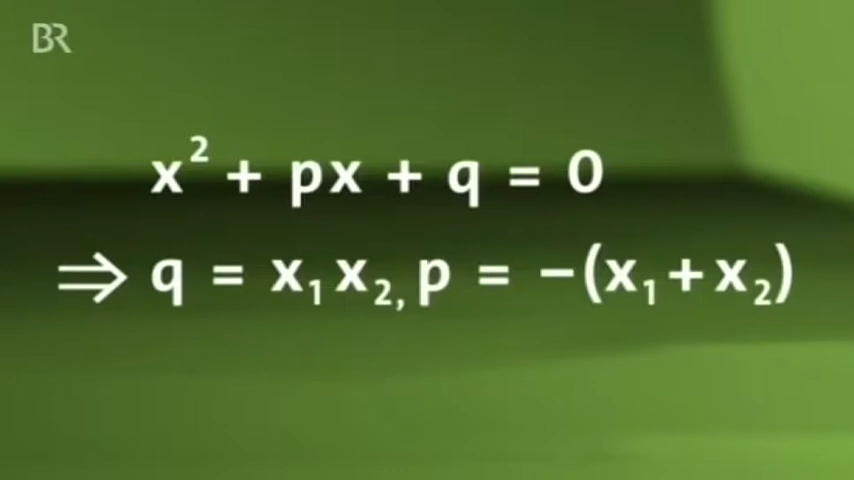 BR
x² + px + q = 0
⇒ q = x₁x₂, p = −(x₁+x₂)